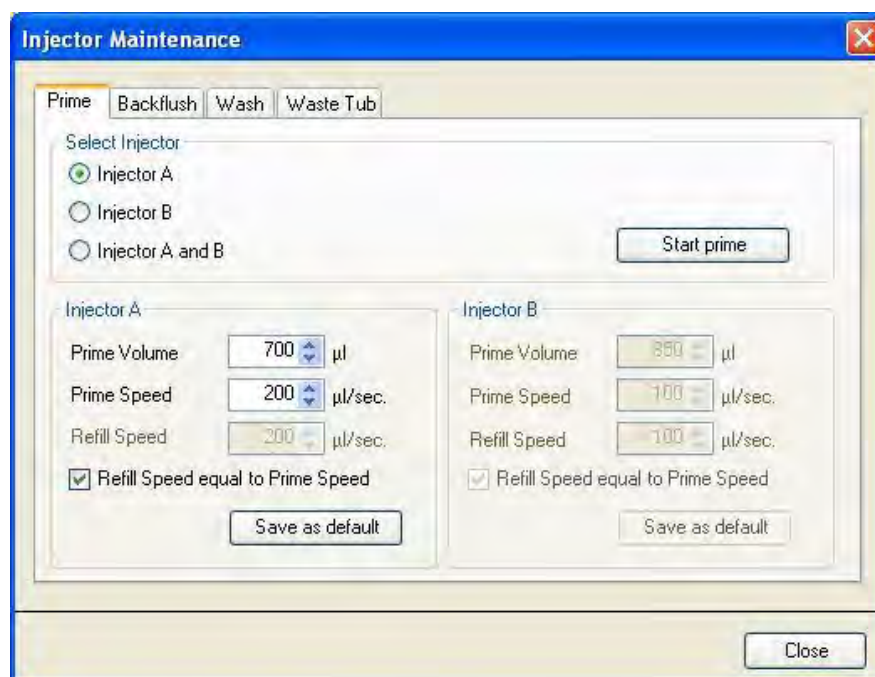 Injector Maintenance
Prime Backflush Wash Waste Tub
Select Injector
Injector A
Injector B
Injector A and B
Start prime
Injector A
Prime Volume 700 µl
Prime Speed 200 µl/sec.
Refill Speed 200 µl/sec.
Refill Speed equal to Prime Speed
Save as default
Injector B
Prime Volume 850 µl
Prime Speed 100 µl/sec.
Refill Speed 100 µl/sec.
Refill Speed equal to Prime Speed
Save as default
Close